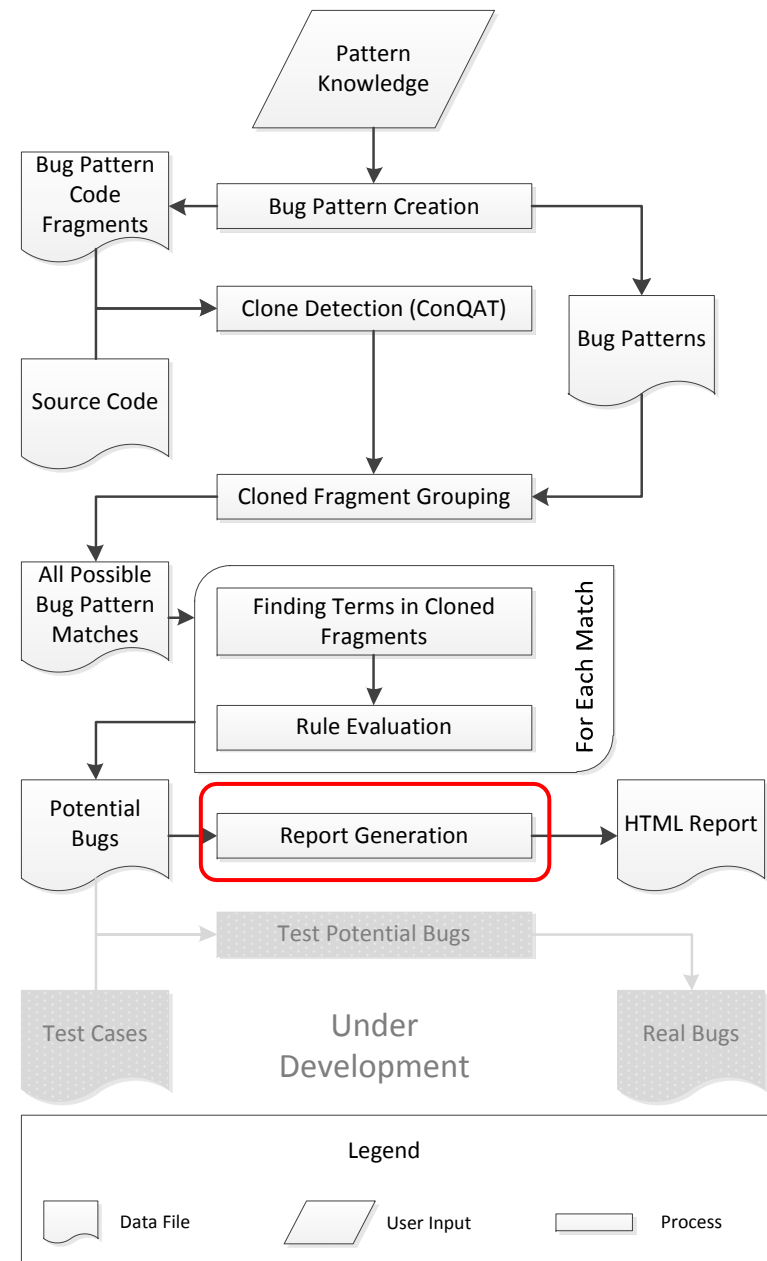 Pattern
Knowledge
Bug Pattern
Code
Fragments
Bug Pattern Creation
Clone Detection (ConQAT)
Bug Patterns
Source Code
Cloned Fragment Grouping
All Possible
Bug Pattern
Matches
Finding Terms in Cloned
Fragments
For Each Match
Rule Evaluation
Potential
Bugs
Report Generation
HTML Report
Test Potential Bugs
Test Cases
Under
Development
Real Bugs
Legend
Data File
User Input
Process